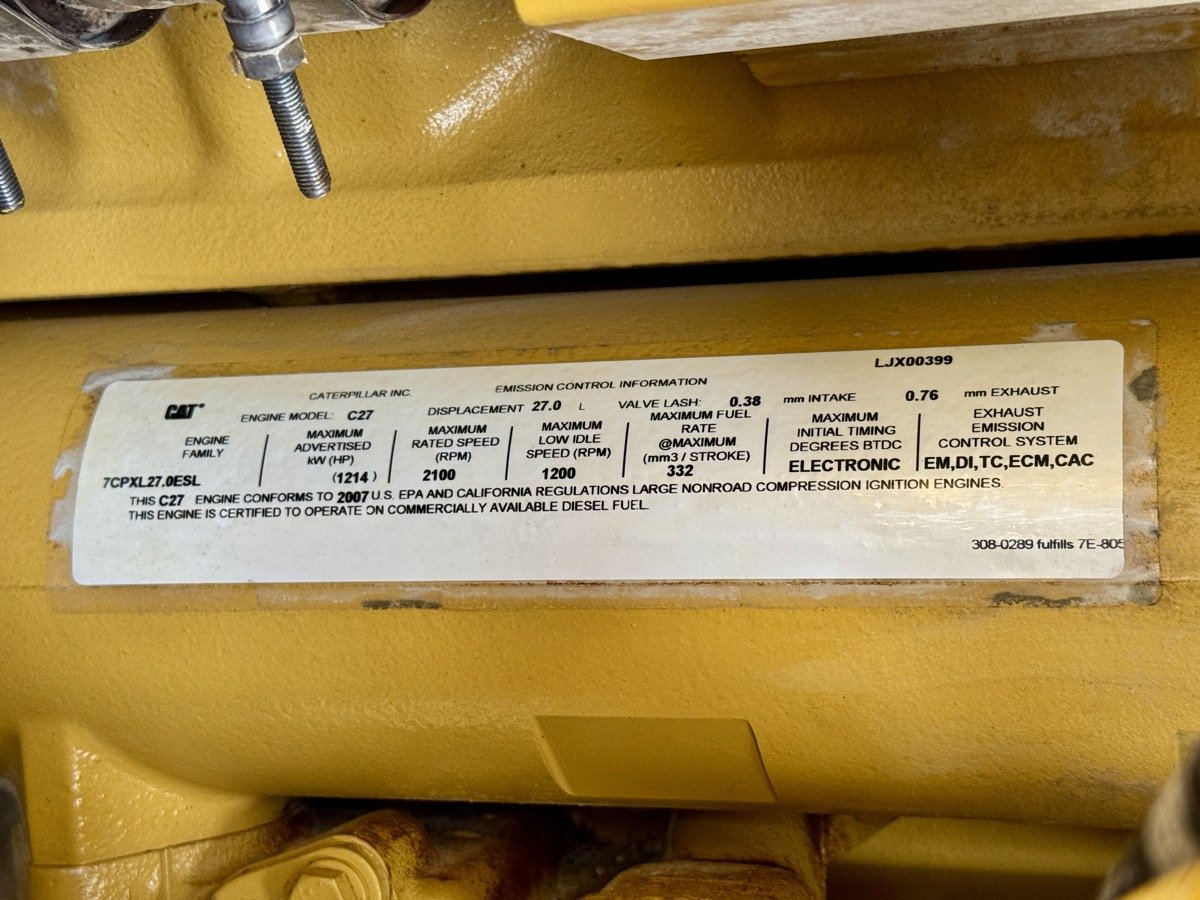 LJX00399
CAT® CATERPILLAR INC. EMISSION CONTROL INFORMATION
ENGINE MODEL: C27 DISPLACEMENT 27.0 L VALVE LASH: 0.38 mm INTAKE 0.76 mm EXHAUST
ENGINE FAMILY
7CPXL27.0ESL
MAXIMUM
ADVERTISED
kW (HP)
(1214 )
MAXIMUM
RATED SPEED
(RPM)
2100
MAXIMUM
LOW IDLE
SPEED (RPM)
1200
MAXIMUM FUEL
RATE
@MAXIMUM
(mm3 / STROKE)
332
MAXIMUM
INITIAL TIMING
DEGREES BTDC
ELECTRONIC
EXHAUST
EMISSION
CONTROL SYSTEM
EM,DI,TC,ECM,CAC
THIS C27 ENGINE CONFORMS TO 2007 U.S. EPA AND CALIFORNIA REGULATIONS LARGE NONROAD COMPRESSION IGNITION ENGINES.
THIS ENGINE IS CERTIFIED TO OPERATE ON COMMERCIALLY AVAILABLE DIESEL FUEL.
308-0289 fulfills 7E-805